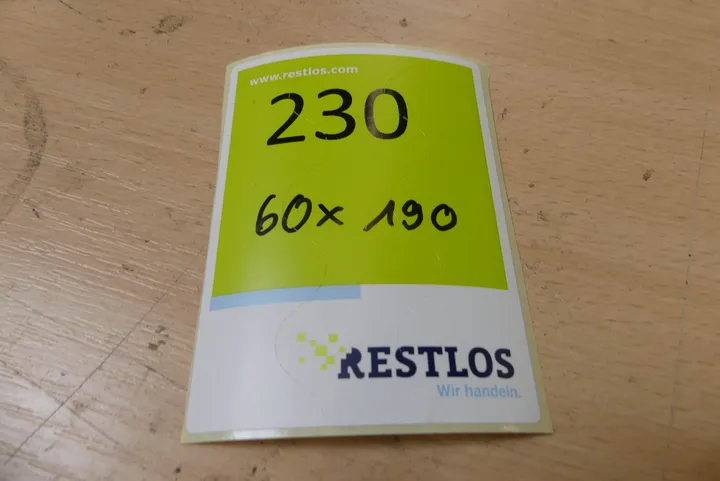 www.restlos.com
230
60x 190
RESTLOS
Wir handeln.